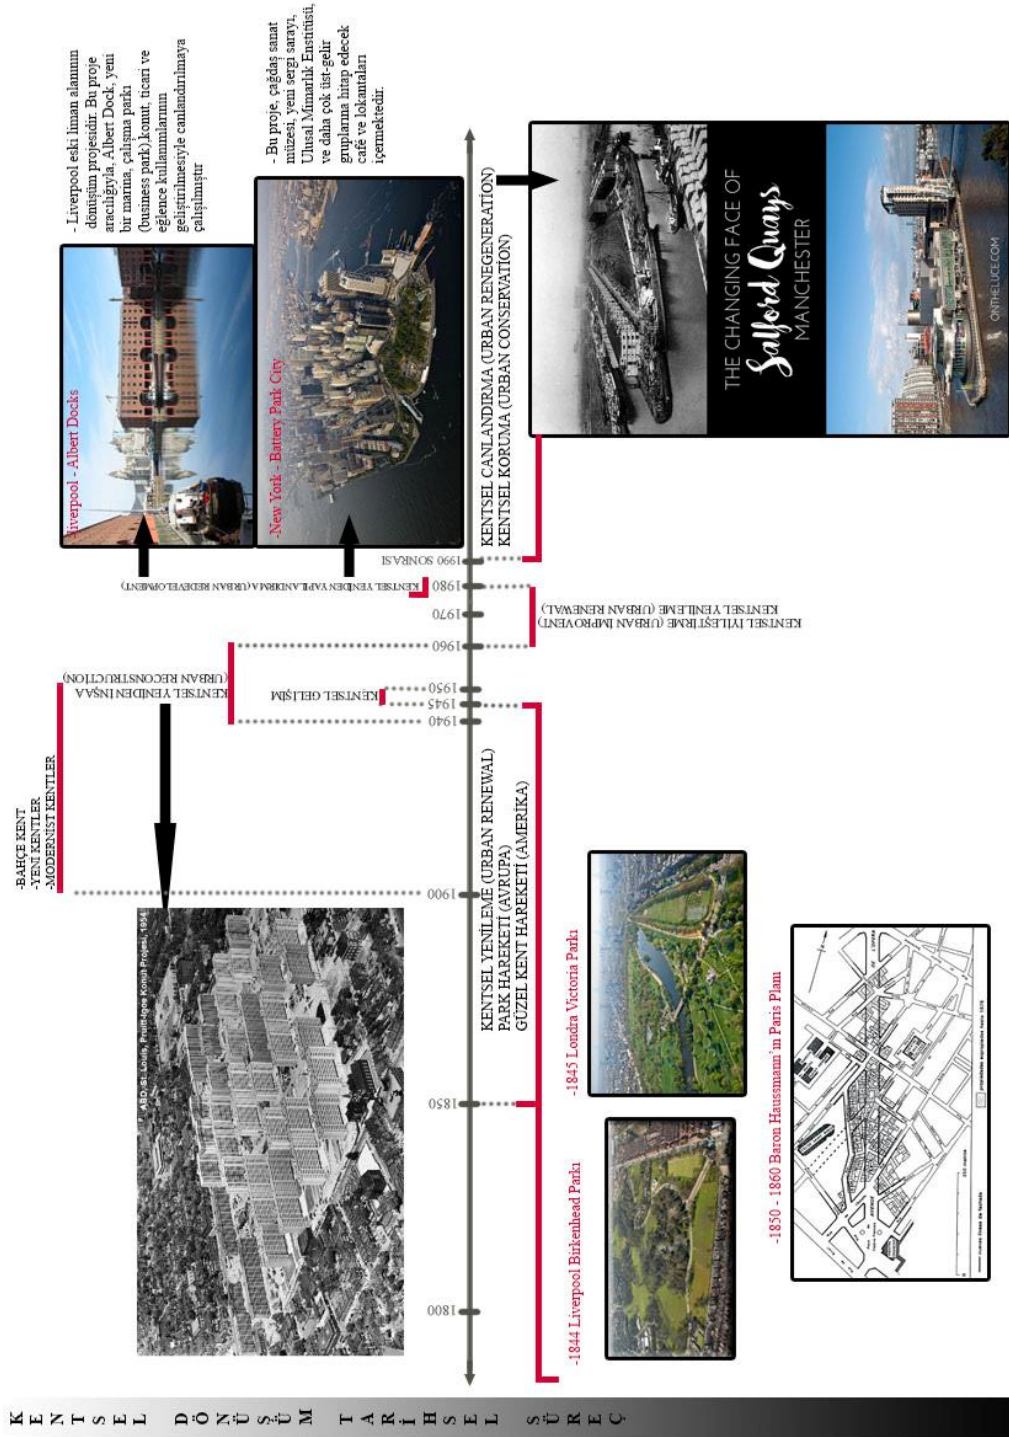 KENTSEL DÖNÜŞÜM TARİHSEL SÜREÇ
-BAHÇE KENT
-YENİ KENTLER
-MODERNİST KENTLER
KENTSEL YENİDEN İNŞAA
(URBAN RECONSTRUCTION)
KENTSEL GELİŞİM
ABD, St. Louis, Pruitt-Igoe Konut Projesi, 1954
-Liverpool - Albert Docks
- Liverpool eski liman alanının
dönüşüm projesidir. Bu proje
aracılığıyla, Albert Dock, yeni
bir marina, çalışma parkı
(business park),konut, ticari ve
eğlence kullanımlarının
geliştirilmesiyle canlandırılmaya
çalışılmıştır
-New York - Battery Park City
- Bu proje, çağdaş sanat
müzesi, yeni sergi sarayı,
Ulusal Mimarlık Enstitüsü,
ve daha çok üst-gelir
gruplarına hitap edecek
café ve lokantaları
içermektedir.
KENTSEL YENİDEN YAPILANDIRMA (URBAN REDEVELOPMENT)
1800
1850
1900
1940
1945
1950
1960
1970
1980
1990 SONRASI
KENTSEL YENİLEME (URBAN RENEWAL)
PARK HAREKETİ (AVRUPA)
GÜZEL KENT HAREKETİ (AMERİKA)
KENTSEL CANLANDIRMA (URBAN RENEGENERATION)
KENTSEL KORUMA (URBAN CONSERVATION)
KENTSEL İYİLEŞTİRME (URBAN IMPROVENT)
KENTSEL YENİLEME (URBAN RENEWAL)
-1844 Liverpool Birkenhead Parkı
-1845 Londra Victoria Parkı
-1850 - 1860 Baron Haussmann'ın Paris Planı
THE CHANGING FACE OF
Salford Quays
MANCHESTER
ONTHELUCE.COM